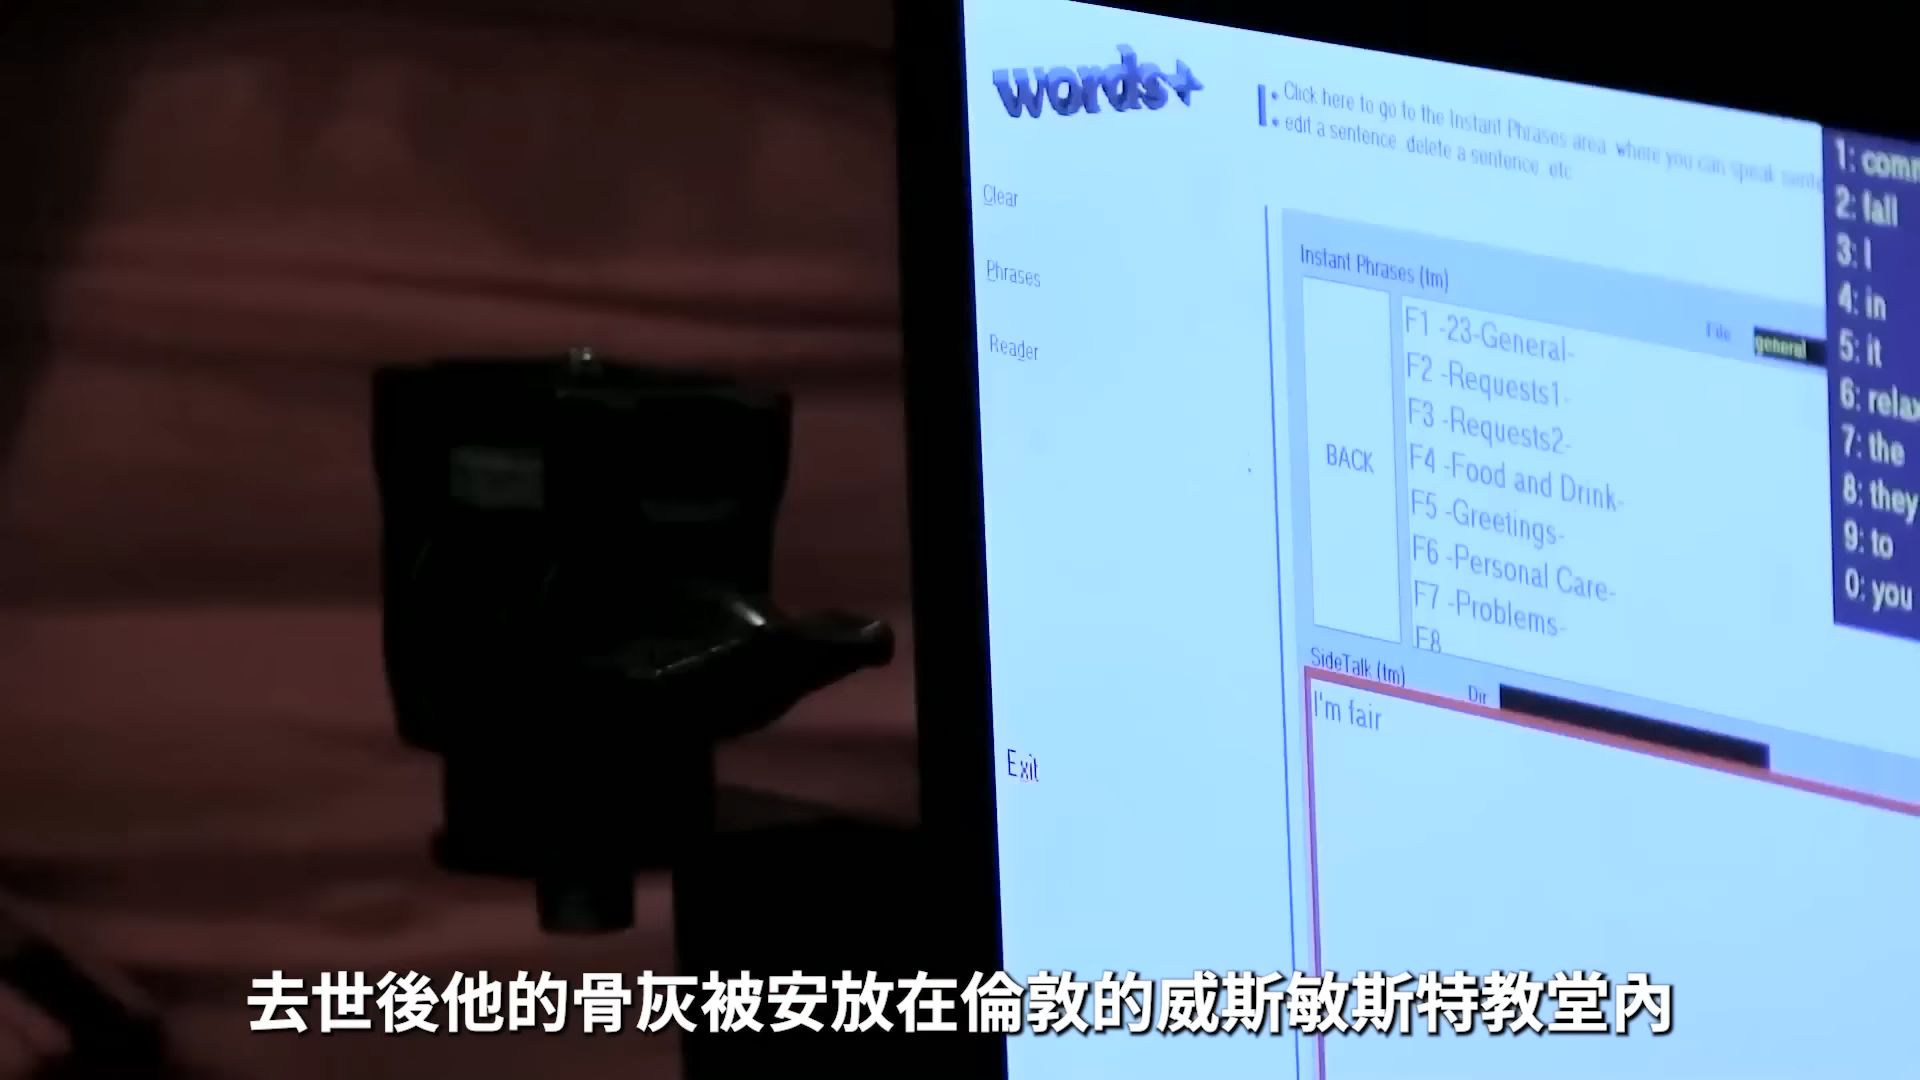 words+
Click here to go to the Instant Phrases area where you can speak
edit a sentence delete a sentence etc
Clear
Phrases
Reader
Exit
Instant Phrases (tm)
File general
BACK
F1 -23-General-
F2 -Requests1-
F3 -Requests2-
F4 -Food and Drink-
F5 -Greetings-
F6 -Personal Care-
F7 -Problems-
F8
SideTalk (tm)
Dir
I'm fair
1: com
2: fall
3: I
4: in
5: it
6: relax
7: the
8: they
9: to
0: you
去世後他的骨灰被安放在倫敦的威斯敏斯特教堂內